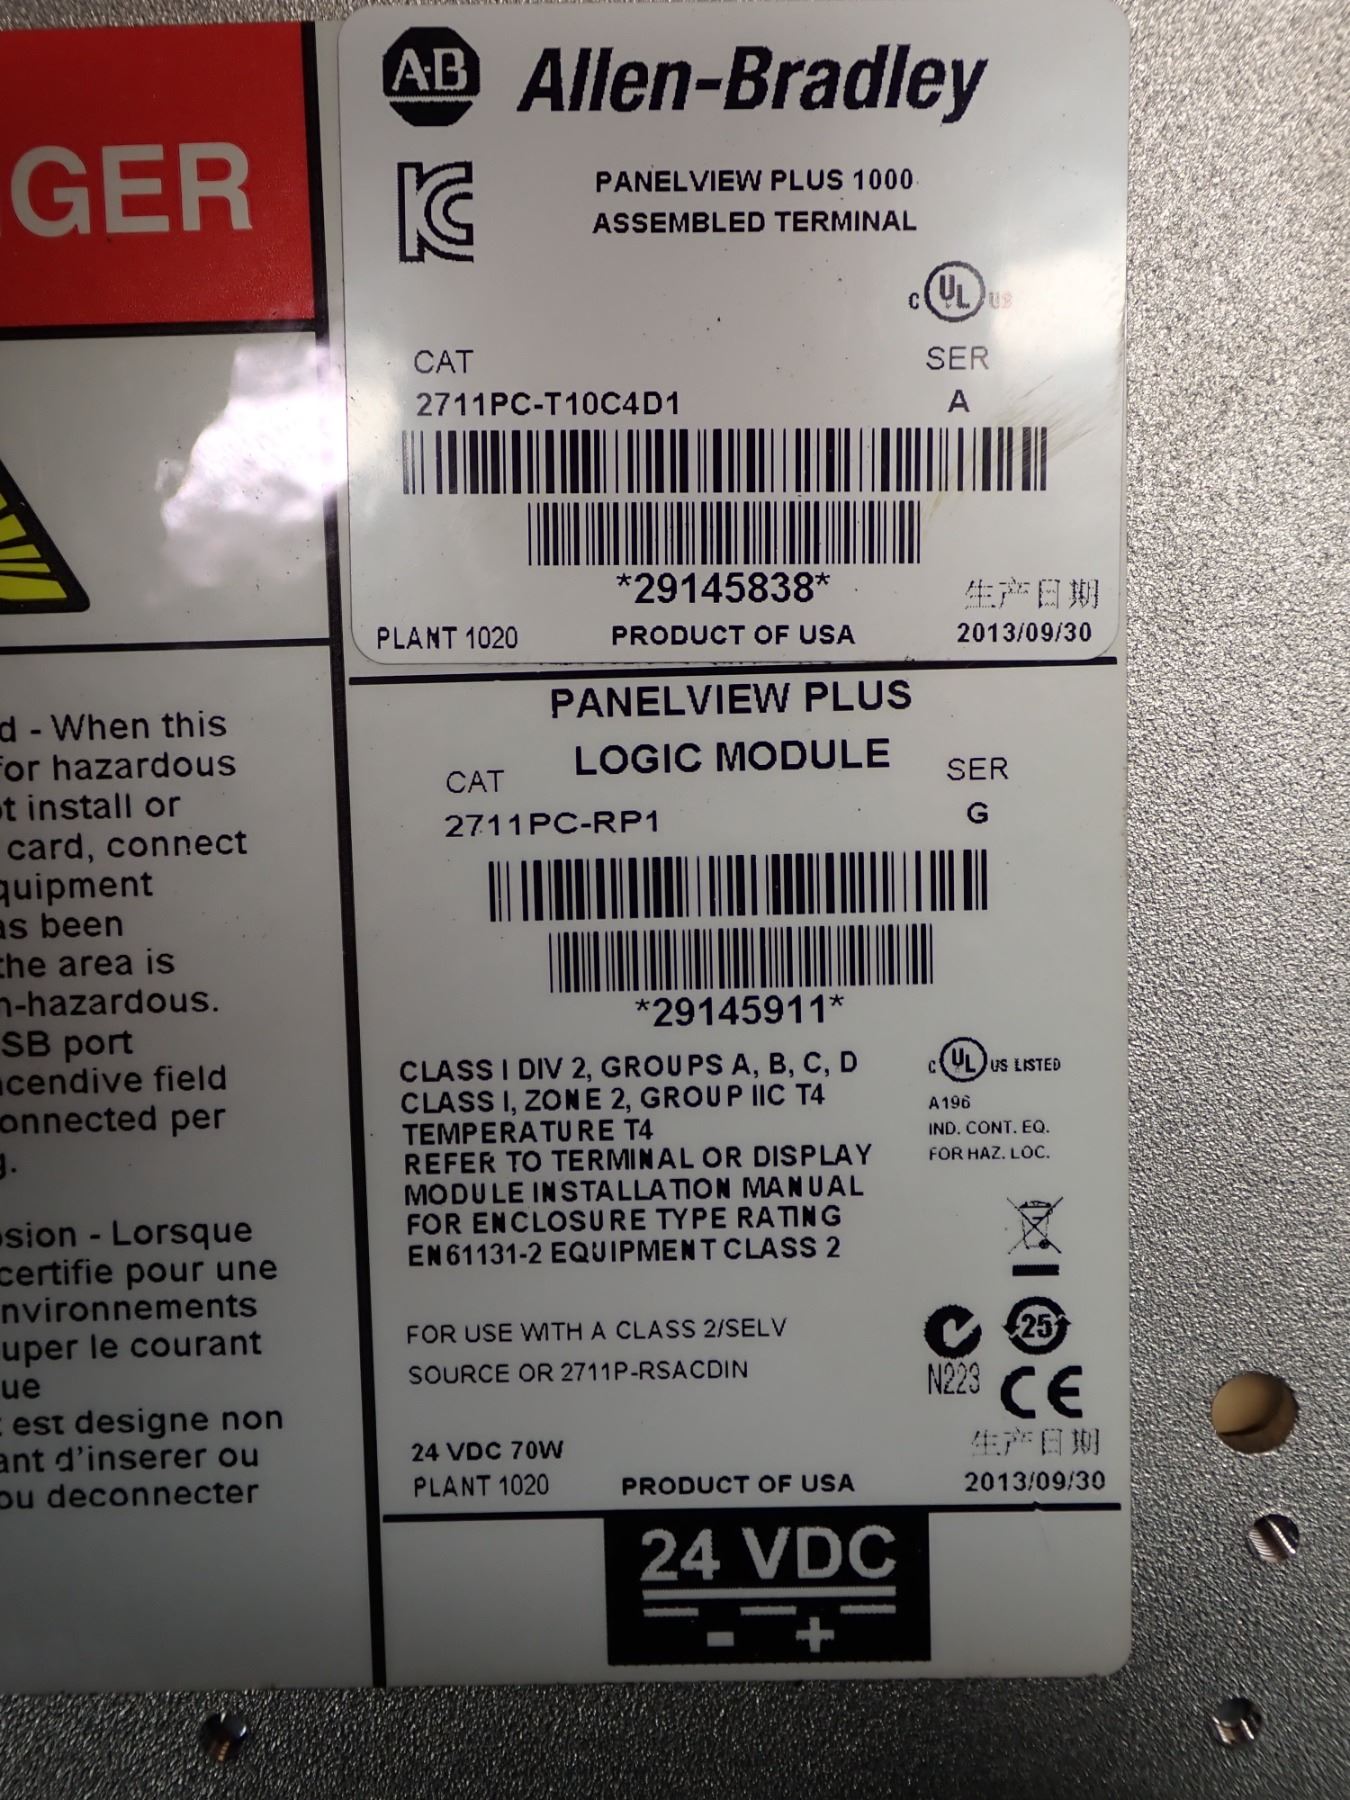 GER
d - When this
for hazardous
t install or
card, connect
quipment
as been
the area is
n-hazardous.
SB port
ncendive field
onnected per
g.
osion - Lorsque
certifie pour une
nvironnements
uper le courant
ue
est designe non
ant d'inserer ou
ou deconnecter
A·B Allen-Bradley
PANELVIEW PLUS 1000
ASSEMBLED TERMINAL
C UL US
CAT SER
2711PC-T10C4D1 A
*29145838*
生产日期
PLANT 1020 PRODUCT OF USA 2013/09/30
PANELVIEW PLUS
LOGIC MODULE
CAT SER
2711PC-RP1 G
*29145911*
CLASS I DIV 2, GROUPS A, B, C, D
CLASS I, ZONE 2, GROUP IIC T4
TEMPERATURE T4
REFER TO TERMINAL OR DISPLAY
MODULE INSTALLATION MANUAL
FOR ENCLOSURE TYPE RATING
EN61131-2 EQUIPMENT CLASS 2
C UL US LISTED
A196
IND. CONT. EQ.
FOR HAZ. LOC.
FOR USE WITH A CLASS 2/SELV
SOURCE OR 2711P-RSACDIN
25
N223 CE
24 VDC 70W
生产日期
PLANT 1020 PRODUCT OF USA 2013/09/30
24 VDC
- +